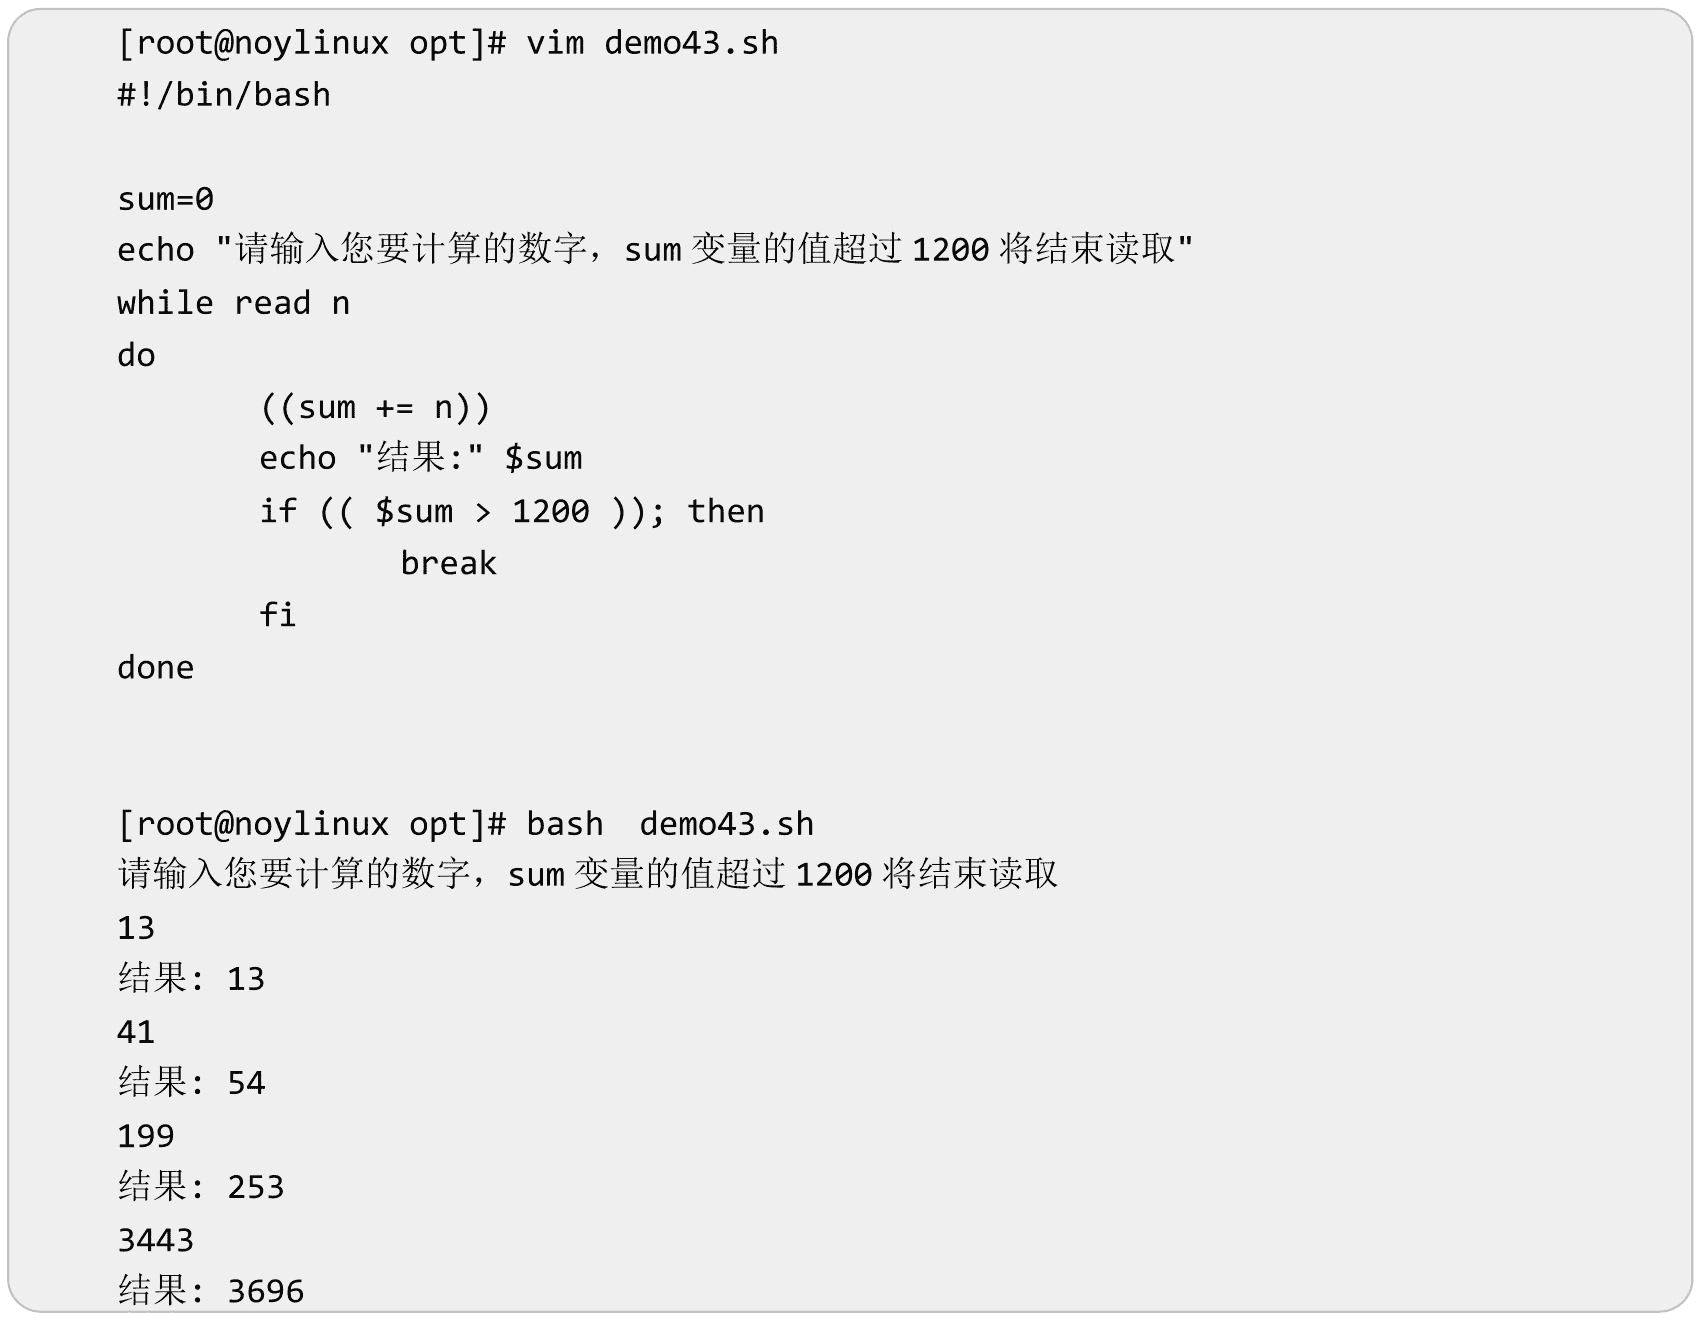 [root@noylinux opt]# vim demo43.sh
#!/bin/bash
sum=0
echo "请输入您要计算的数字，sum 变量的值超过 1200 将结束读取"
while read n
do
((sum += n))
echo "结果:" $sum
if (( $sum > 1200 )); then
break
fi
done
[root@noylinux opt]# bash  demo43.sh
请输入您要计算的数字，sum 变量的值超过 1200 将结束读取
13
结果: 13
41
结果: 54
199
结果: 253
3443
结果: 3696